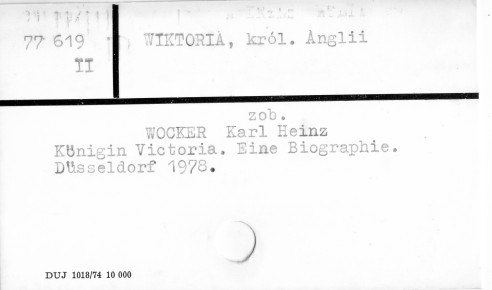 77 619 WIKTORIA, król. Anglii
II
zob.
WOCKER Karl Heinz
Königin Victoria. Eine Biographie.
Düsseldorf 1978.
DUJ 1018/74 10 000